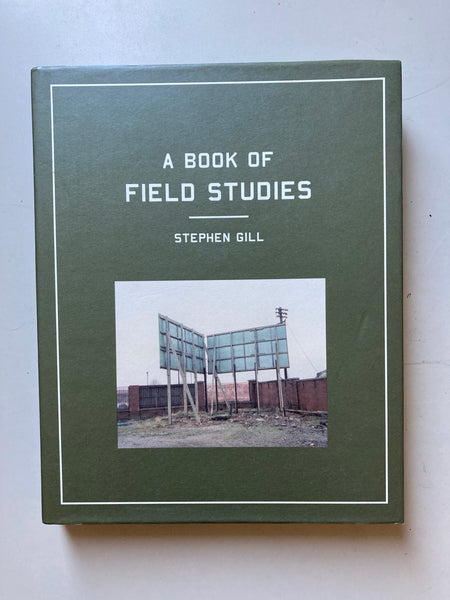 A BOOK OF
FIELD STUDIES
STEPHEN GILL